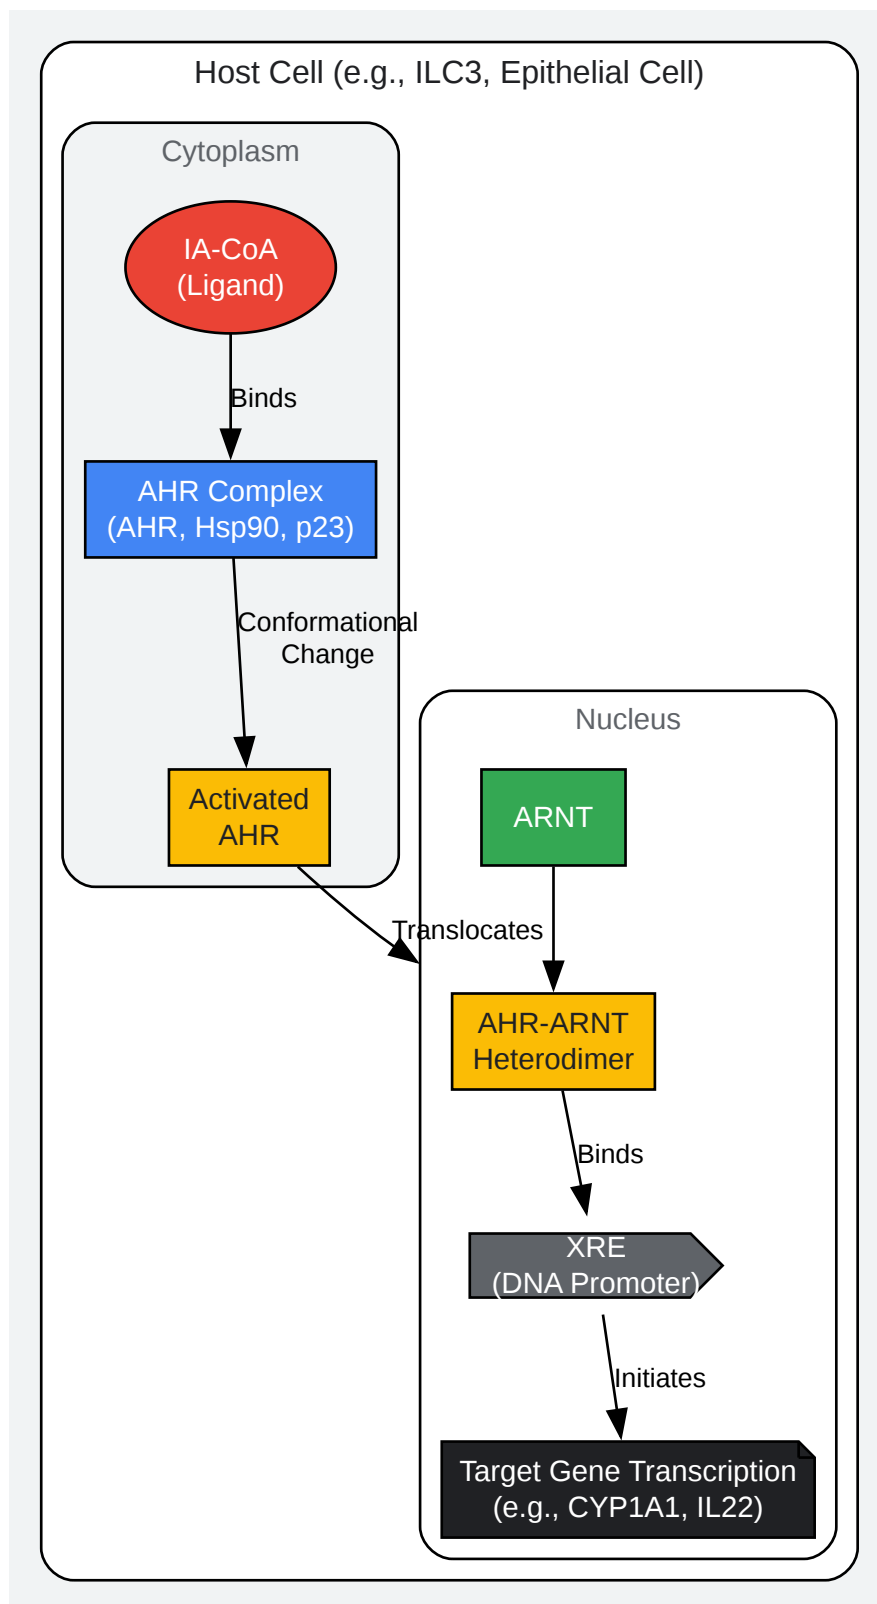 Host Cell (e.g., ILC3, Epithelial Cell)
Cytoplasm
IA-CoA
(Ligand)
Binds
AHR Complex
(AHR, Hsp90, p23)
Conformational
Change
Activated
AHR
Translocates
Nucleus
ARNT
AHR-ARNT
Heterodimer
Binds
XRE
(DNA Promoter)
Initiates
Target Gene Transcription
(e.g., CYP1A1, IL22)